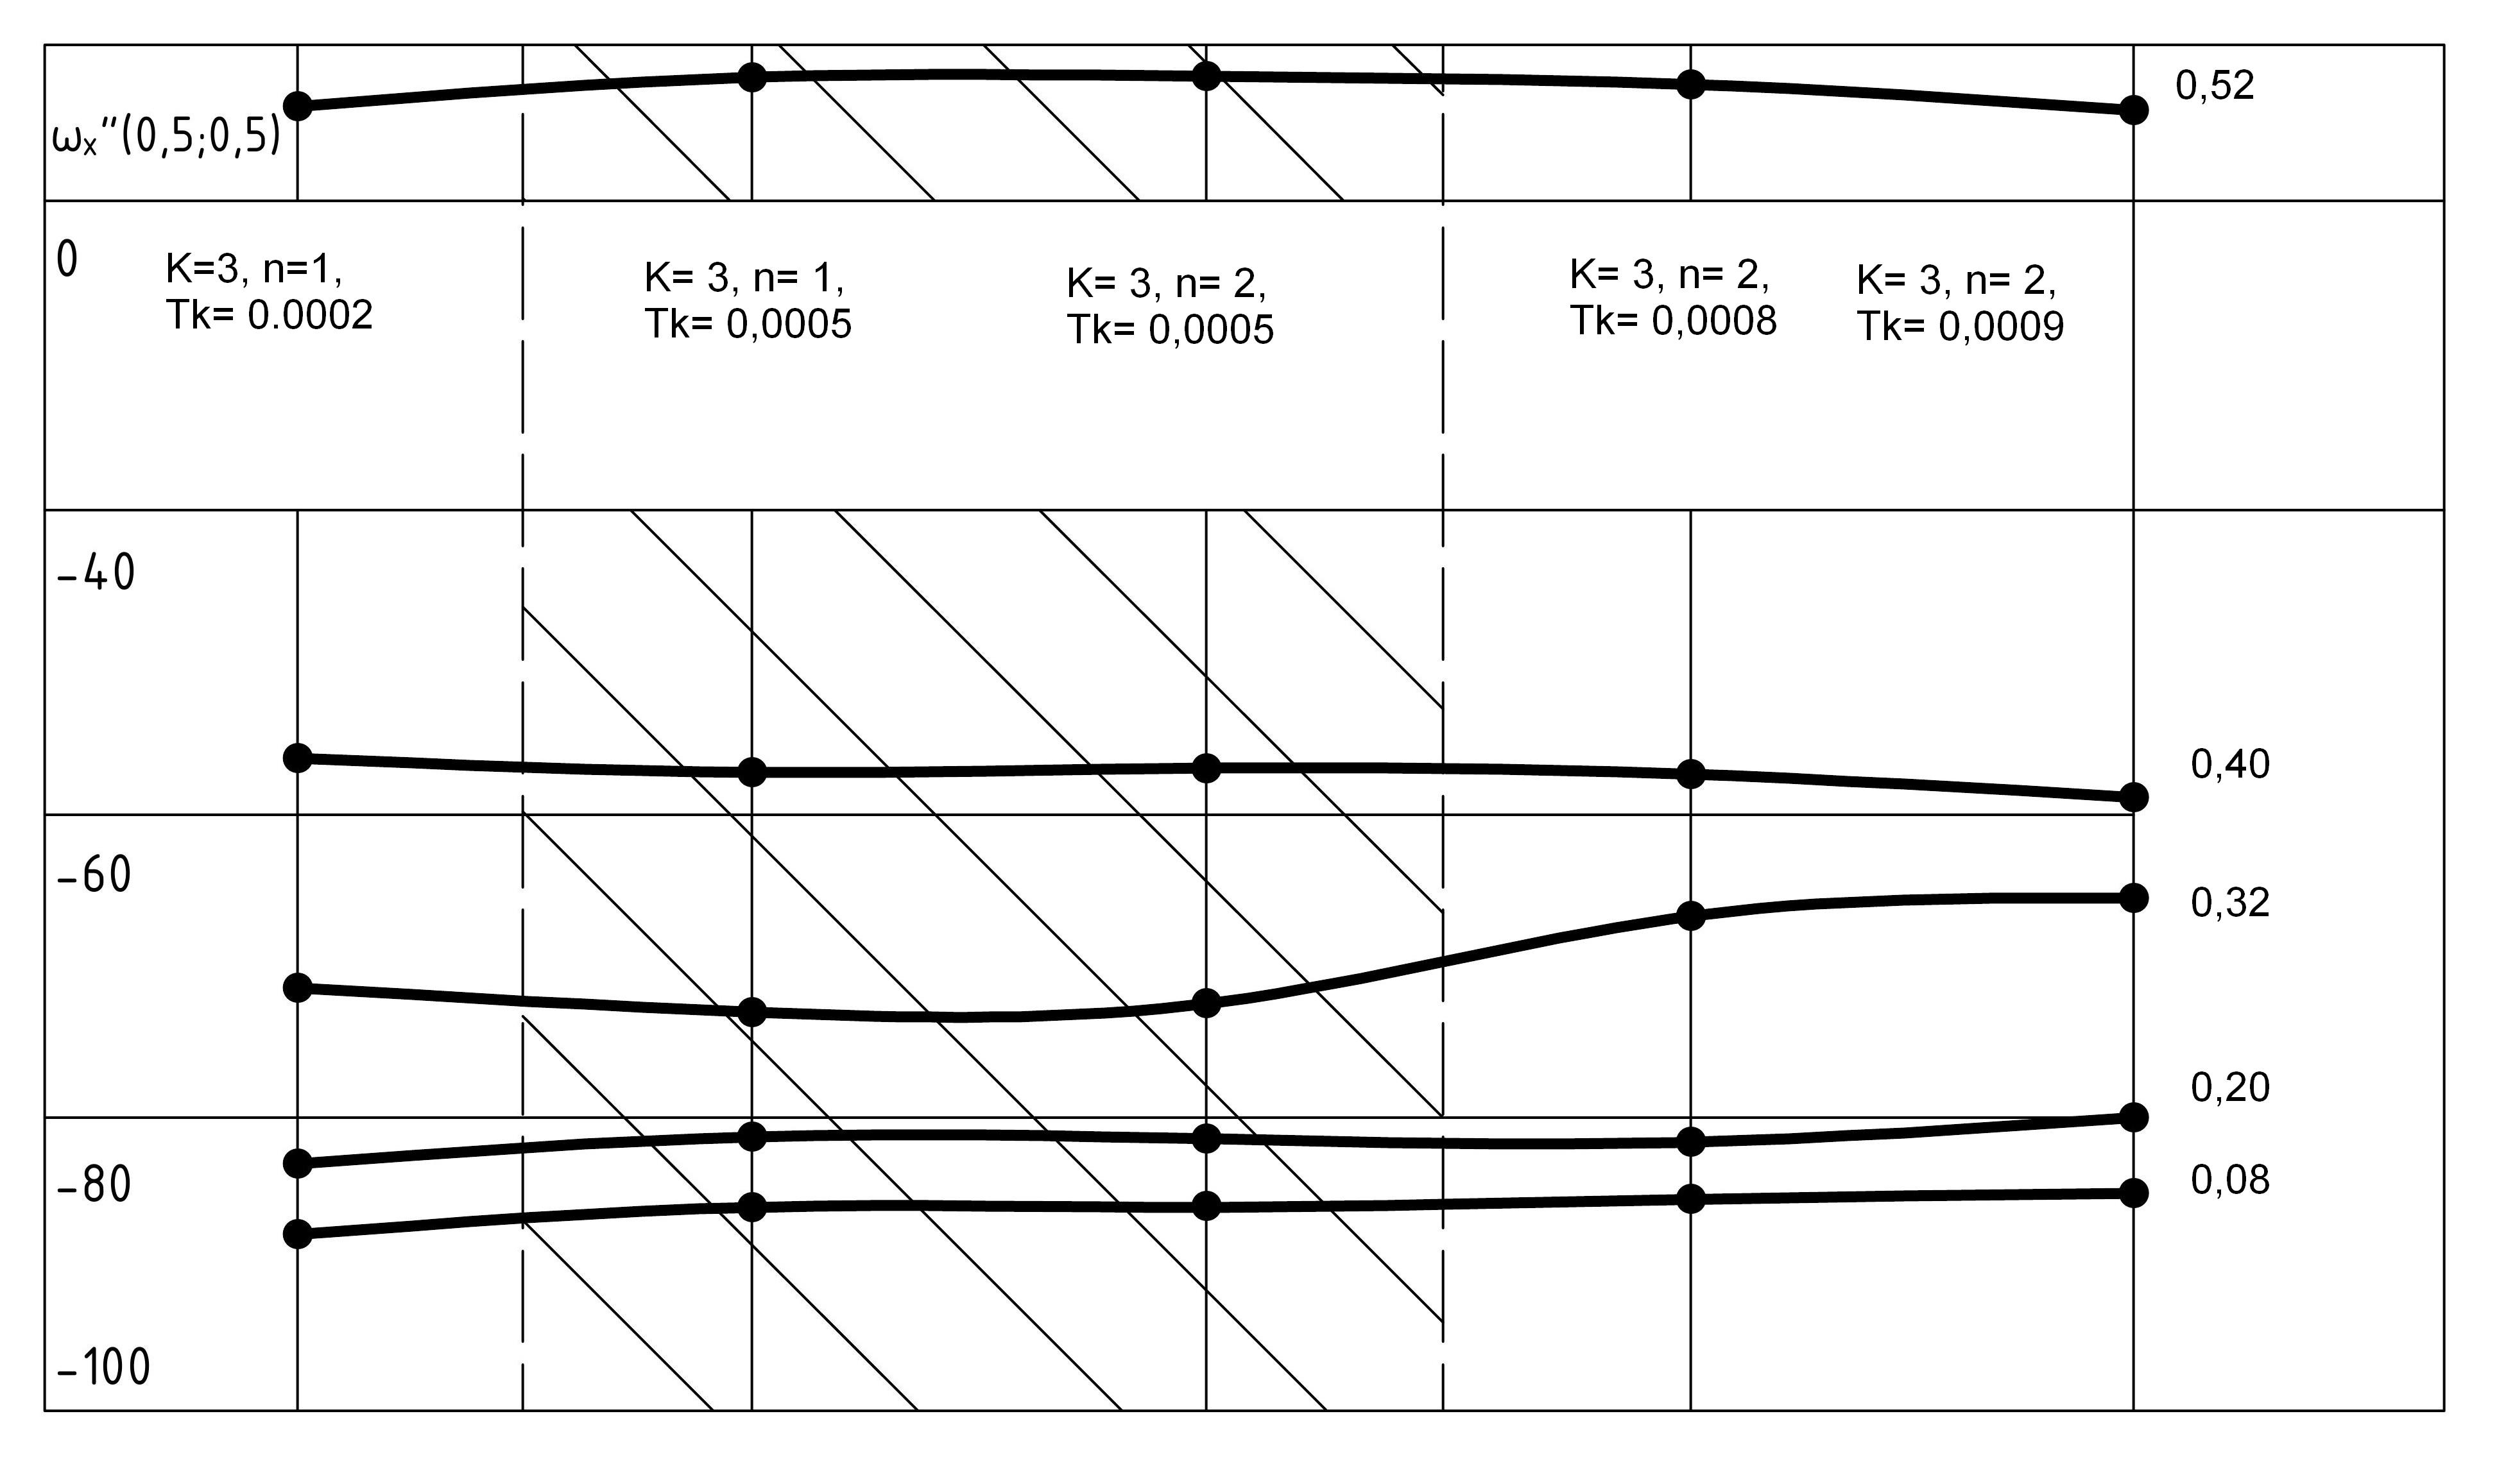 0,52
ωx″(0,5;0,5)
0
K=3, n=1,
Tk= 0.0002
K= 3, n= 1,
Tk= 0,0005
K= 3, n= 2,
Tk= 0,0005
K= 3, n= 2,
Tk= 0,0008
K= 3, n= 2,
Tk= 0,0009
-40
0,40
-60
0,32
0,20
-80
0,08
-100